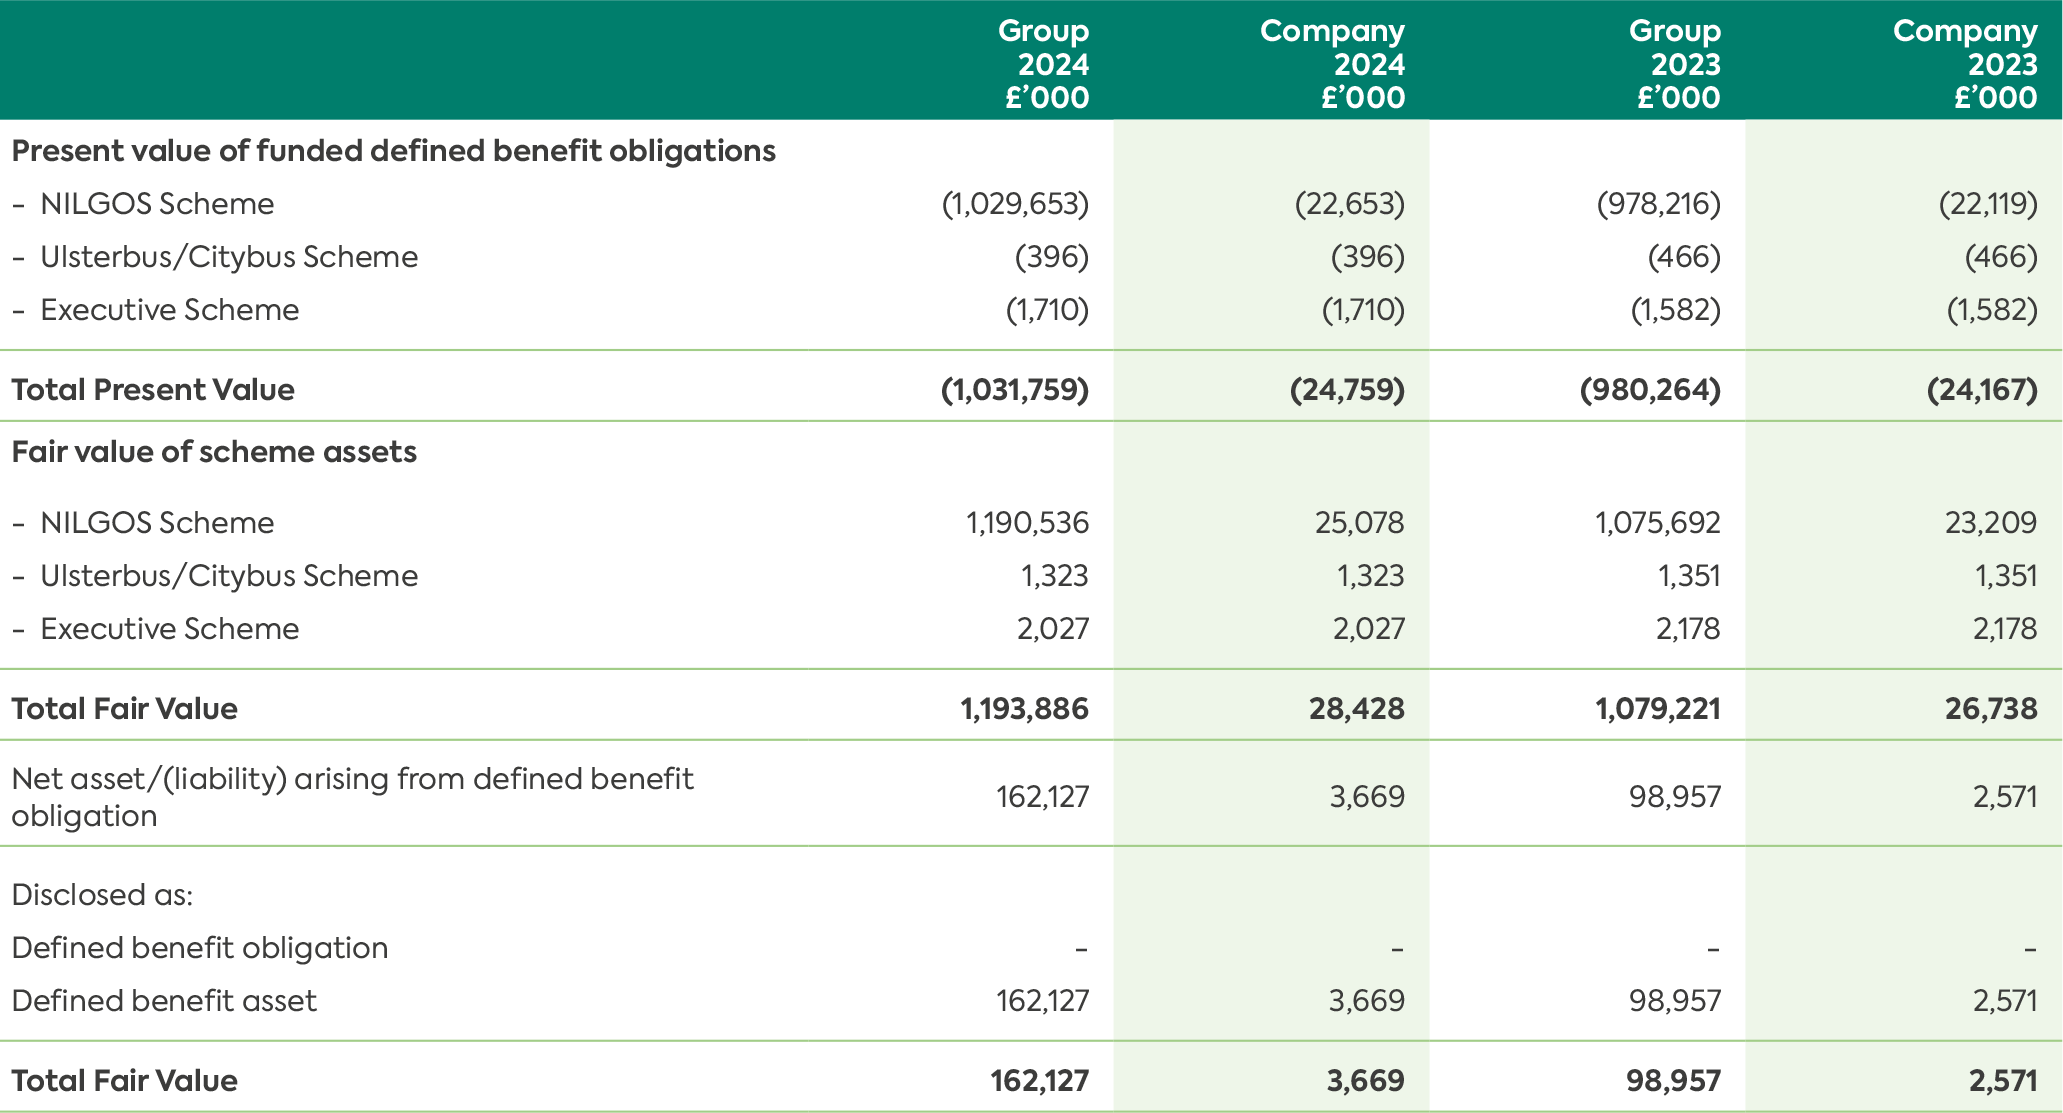 Group Company Group Company
2024 2024 2023 2023
£’000 £’000 £’000 £’000
Present value of funded defined benefit obligations
- NILGOS Scheme (1,029,653) (22,653) (978,216) (22,119)
- Ulsterbus/Citybus Scheme (396) (396) (466) (466)
- Executive Scheme (1,710) (1,710) (1,582) (1,582)
Total Present Value (1,031,759) (24,759) (980,264) (24,167)
Fair value of scheme assets
- NILGOS Scheme 1,190,536 25,078 1,075,692 23,209
- Ulsterbus/Citybus Scheme 1,323 1,323 1,351 1,351
- Executive Scheme 2,027 2,027 2,178 2,178
Total Fair Value 1,193,886 28,428 1,079,221 26,738
Net asset/(liability) arising from defined benefit
obligation 162,127 3,669 98,957 2,571
Disclosed as:
Defined benefit obligation - - - -
Defined benefit asset 162,127 3,669 98,957 2,571
Total Fair Value 162,127 3,669 98,957 2,571